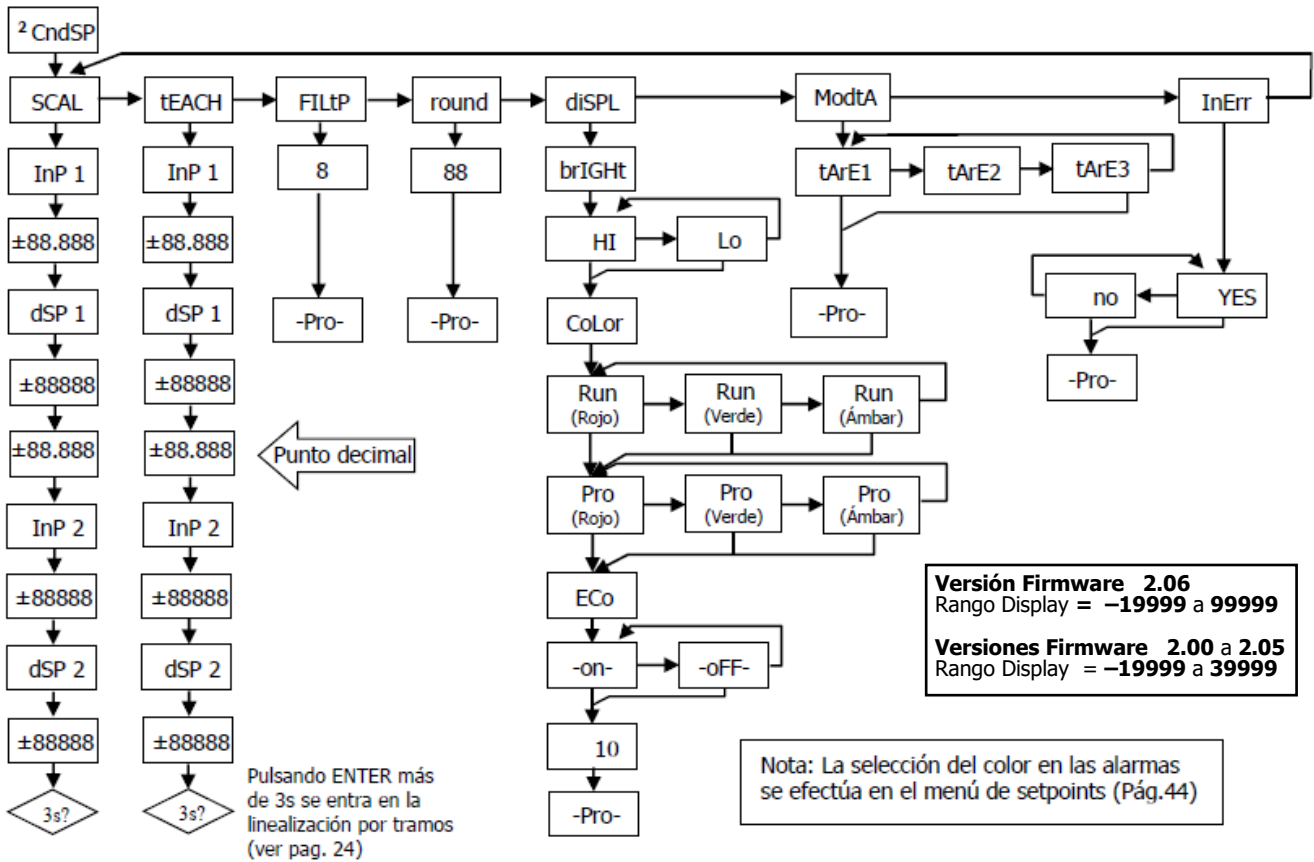 ² CndSP
SCAL
tEACH
FILtP
round
diSPL
ModtA
InErr
InP 1
InP 1
8
88
brIGHt
tArE1
tArE2
tArE3
±88.888
±88.888
HI
Lo
dSP 1
dSP 1
-Pro-
-Pro-
CoLor
-Pro-
no
YES
-Pro-
±88888
±88888
Run
(Rojo)
Run
(Verde)
Run
(Ámbar)
±88.888
±88.888
Punto decimal
Pro
(Rojo)
Pro
(Verde)
Pro
(Ámbar)
InP 2
InP 2
±88888
±88888
ECo
dSP 2
dSP 2
-on-
-oFF-
±88888
±88888
10
3s?
3s?
-Pro-
Pulsando ENTER más
de 3s se entra en la
linealización por tramos
(ver pag. 24)
Versión Firmware 2.06
Rango Display = –19999 a 99999
Versiones Firmware 2.00 a 2.05
Rango Display = –19999 a 39999
Nota: La selección del color en las alarmas
se efectúa en el menú de setpoints (Pág.44)